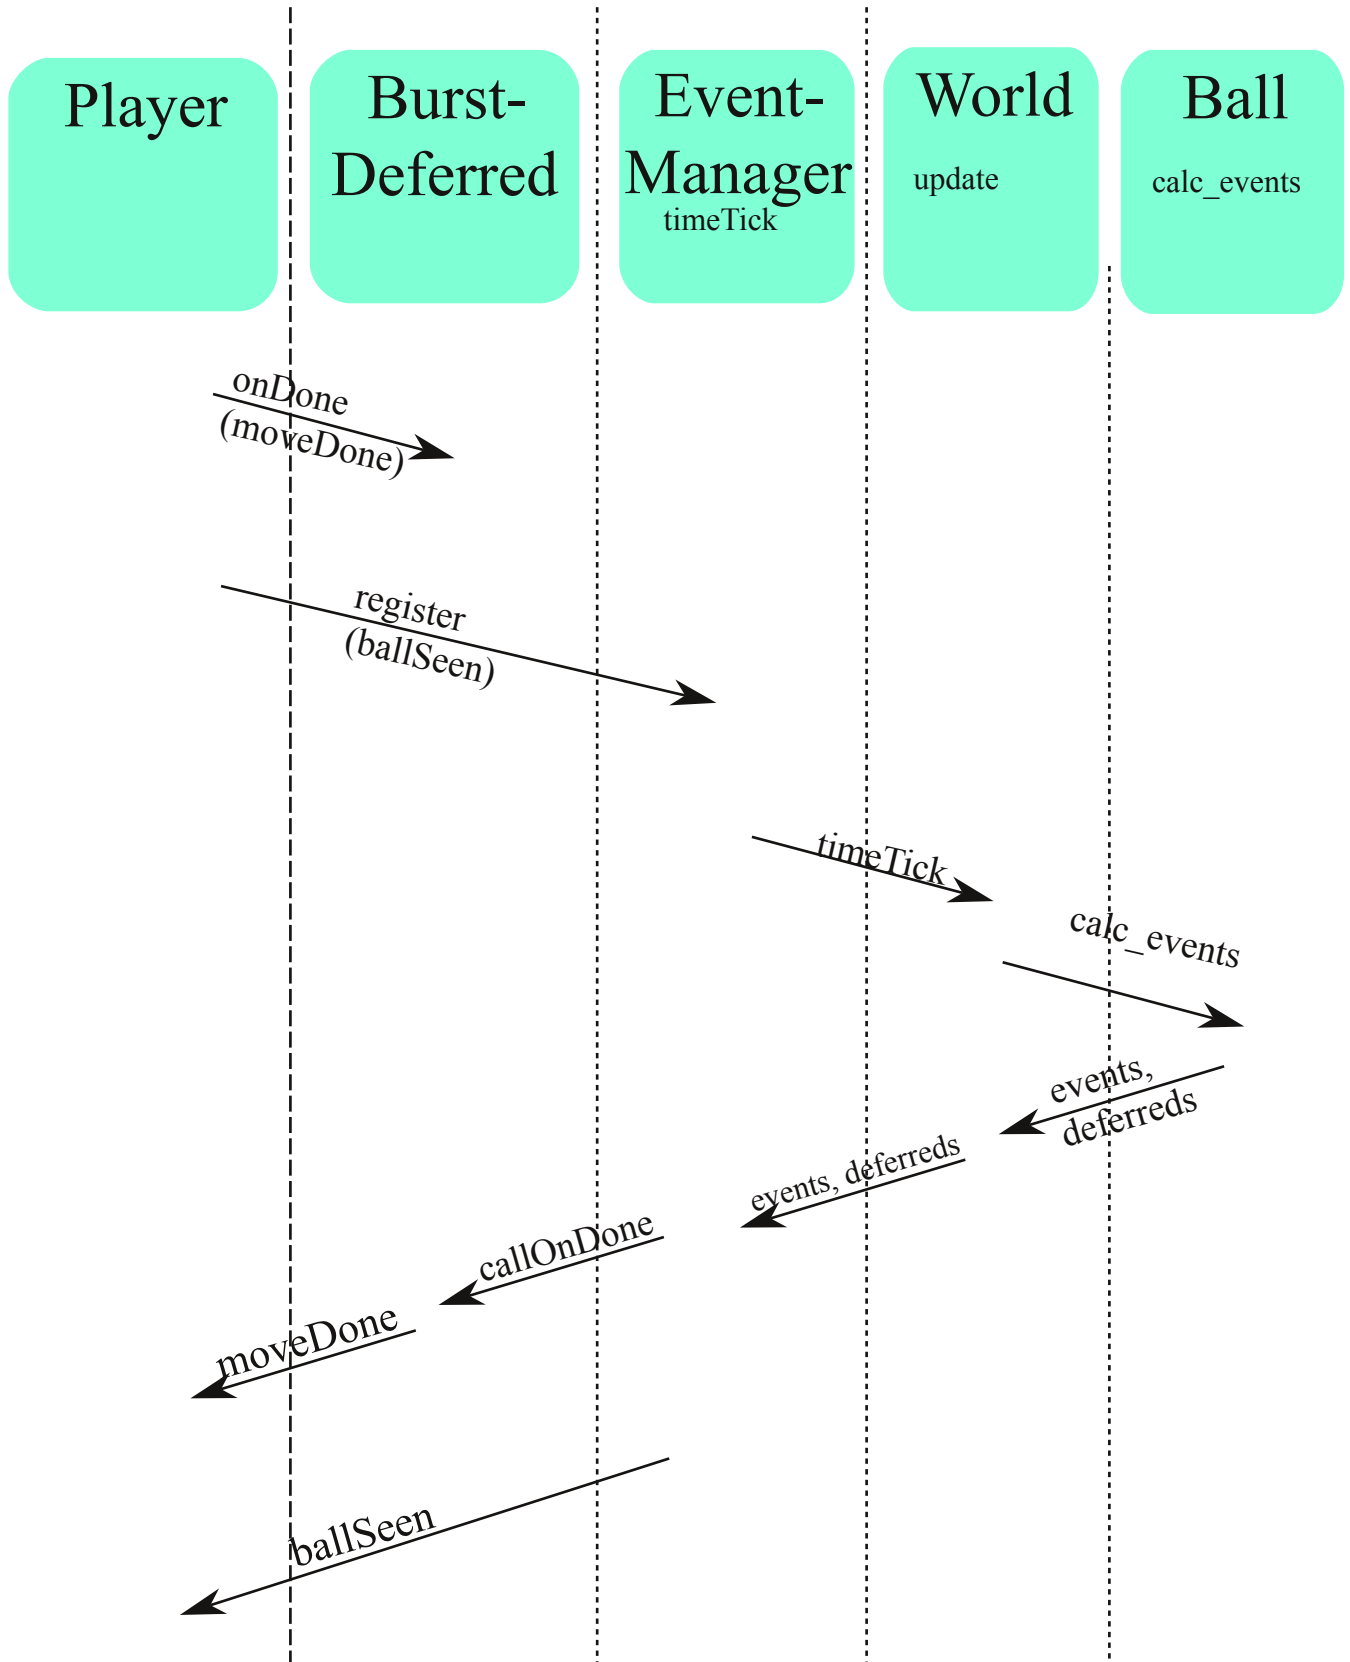 Player
Burst-
Deferred
Event-
Manager
timeTick
World
update
Ball
calc_events
onDone
(moveDone)
register
(ballSeen)
timeTick
calc_events
events,
deferreds
events, deferreds
callOnDone
moveDone
ballSeen